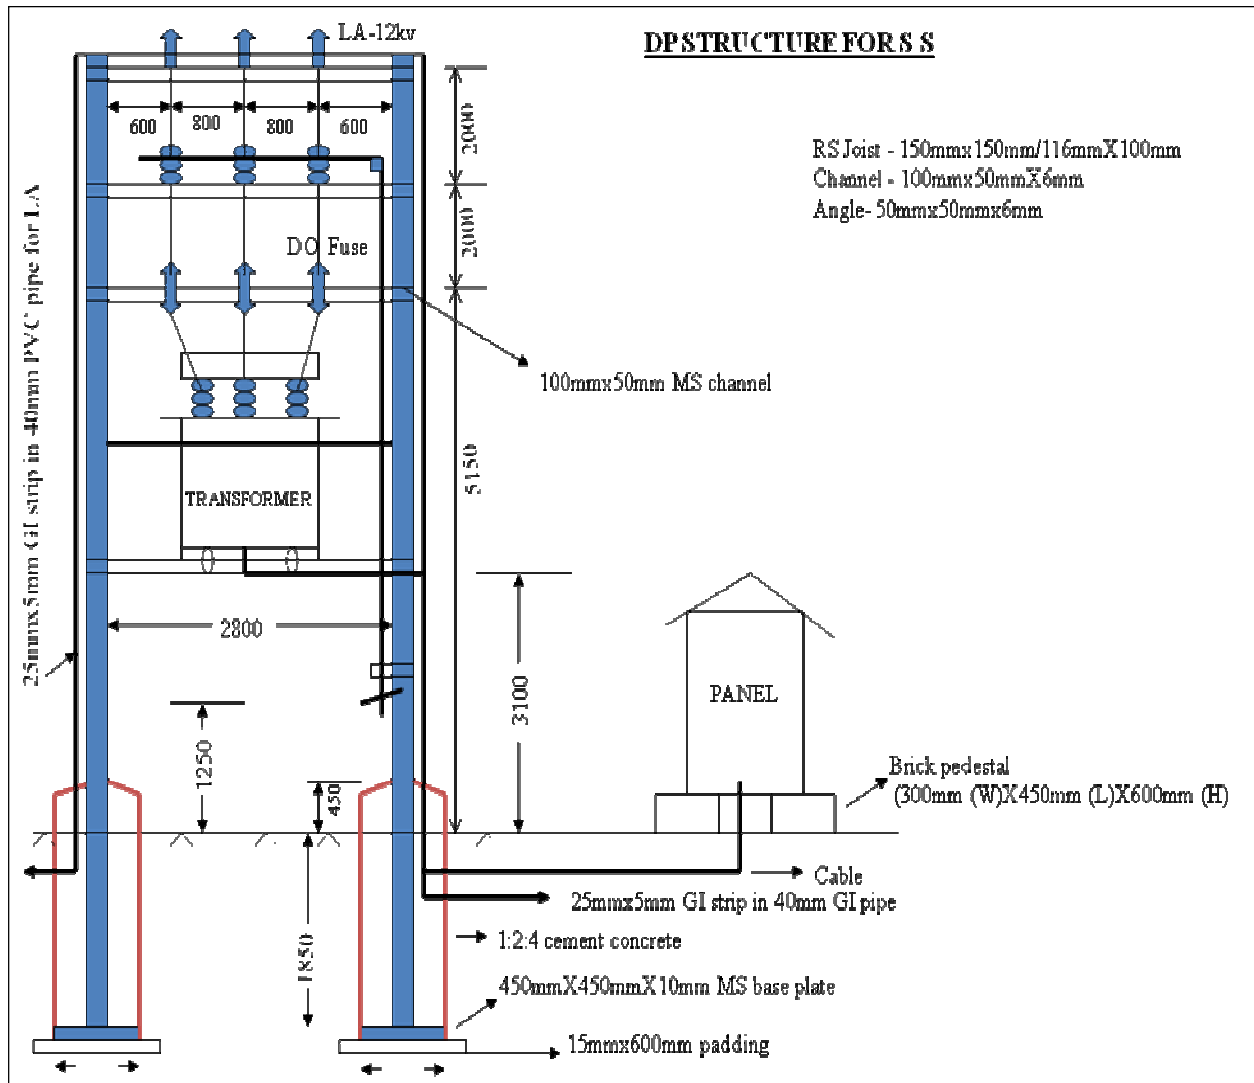 LA-12kv
DP STRUCTURE FOR S S
600
800
800
600
2000
RS Joist - 150mmx150mm/116mmX100mm
Channel - 100mmx50mmX6mm
Angle- 50mmx50mmx6mm
25mmx5mm GI strip in 40mm PVC pipe for LA
2000
DO Fuse
100mmx50mm MS channel
5150
TRANSFORMER
2800
3100
PANEL
1250
450
Brick pedestal
(300mm (W)X450mm (L)X600mm (H)
Cable
25mmx5mm GI strip in 40mm GI pipe
1850
1:2:4 cement concrete
450mmX450mmX10mm MS base plate
15mmx600mm padding